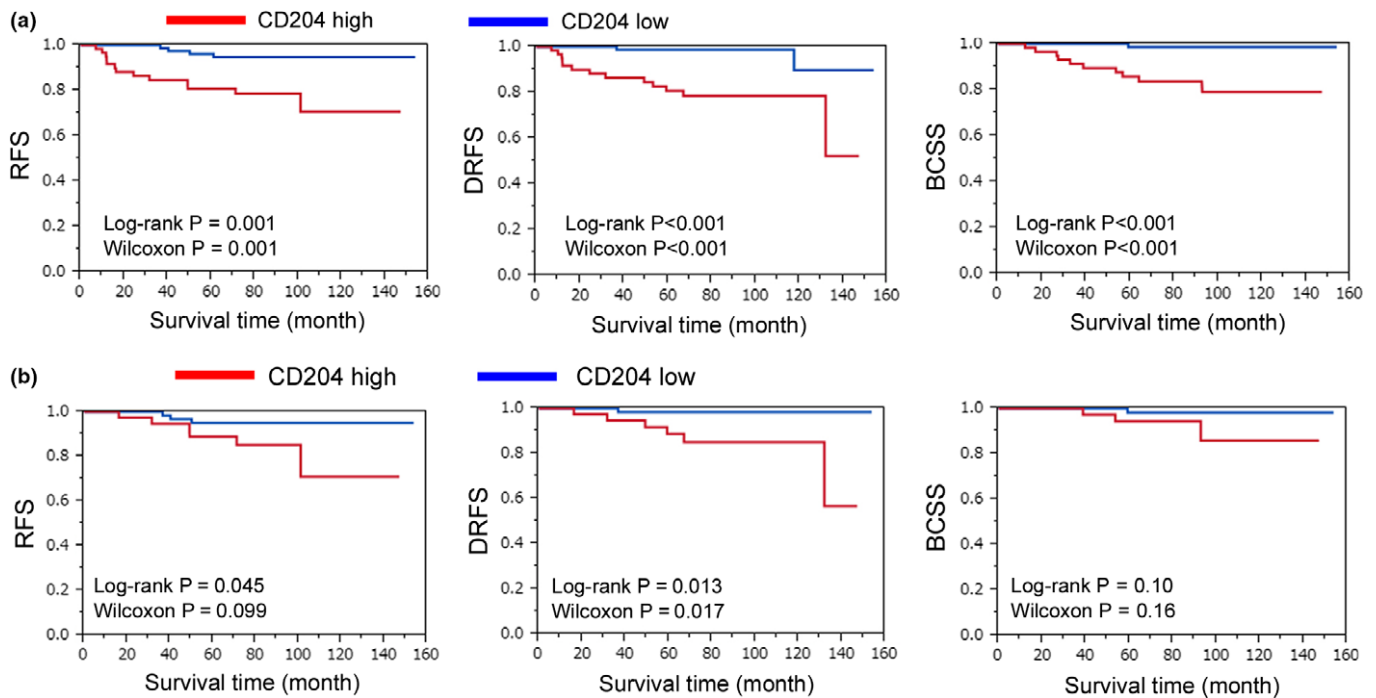 (a) CD204 high CD204 low
RFS
1.0
0.8
0.6
0.4
0.2
0.0
Log-rank P = 0.001
Wilcoxon P = 0.001
0 20 40 60 80 100 120 140 160
Survival time (month)
DRFS
1.0
0.8
0.6
0.4
0.2
0.0
Log-rank P<0.001
Wilcoxon P<0.001
0 20 40 60 80 100 120 140 160
Survival time (month)
BCSS
1.0
0.8
0.6
0.4
0.2
0.0
Log-rank P<0.001
Wilcoxon P<0.001
0 20 40 60 80 100 120 140 160
Survival time (month)
(b) CD204 high CD204 low
RFS
1.0
0.8
0.6
0.4
0.2
0.0
Log-rank P = 0.045
Wilcoxon P = 0.099
0 20 40 60 80 100 120 140 160
Survival time (month)
DRFS
1.0
0.8
0.6
0.4
0.2
0.0
Log-rank P = 0.013
Wilcoxon P = 0.017
0 20 40 60 80 100 120 140 160
Survival time (month)
BCSS
1.0
0.8
0.6
0.4
0.2
0.0
Log-rank P = 0.10
Wilcoxon P = 0.16
0 20 40 60 80 100 120 140 160
Survival time (month)